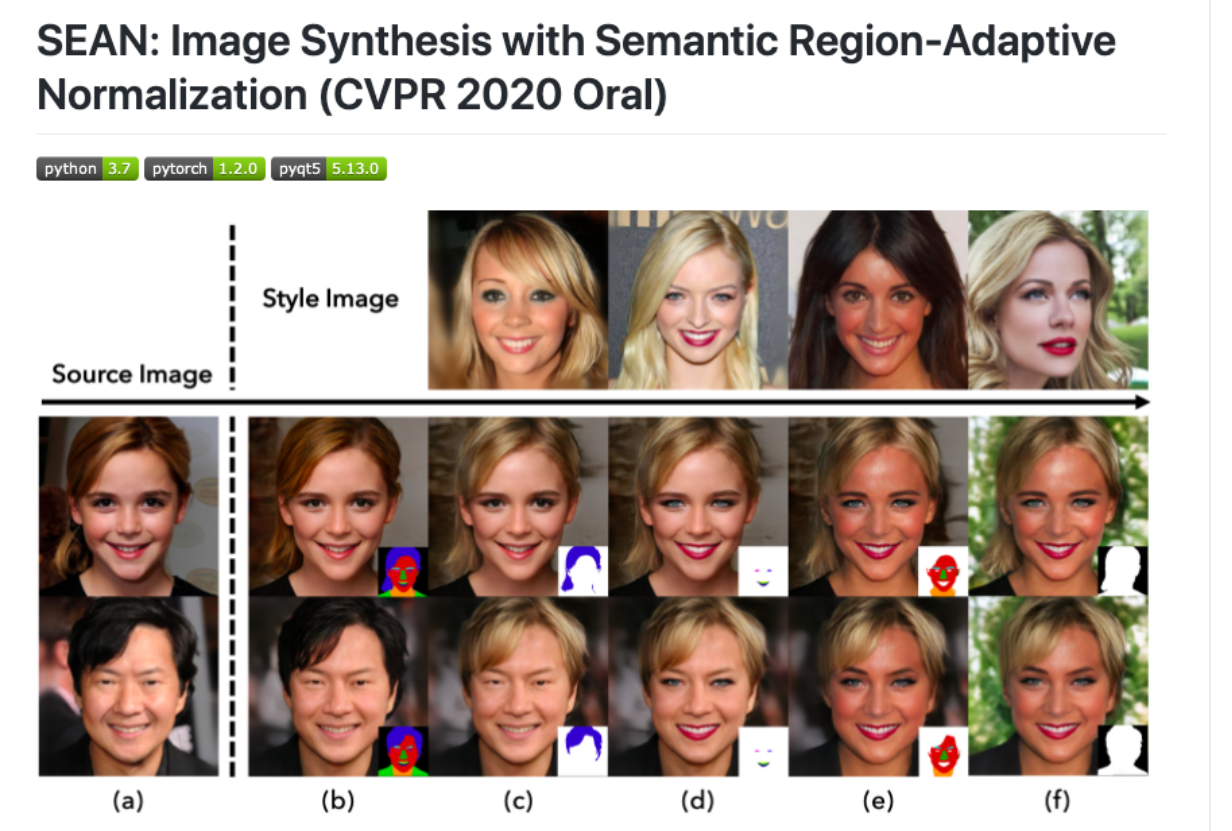 SEAN: Image Synthesis with Semantic Region-Adaptive
Normalization (CVPR 2020 Oral)
python 3.7 pytorch 1.2.0 pyqt5 5.13.0
Style Image
Source Image
(a) (b) (c) (d) (e) (f)